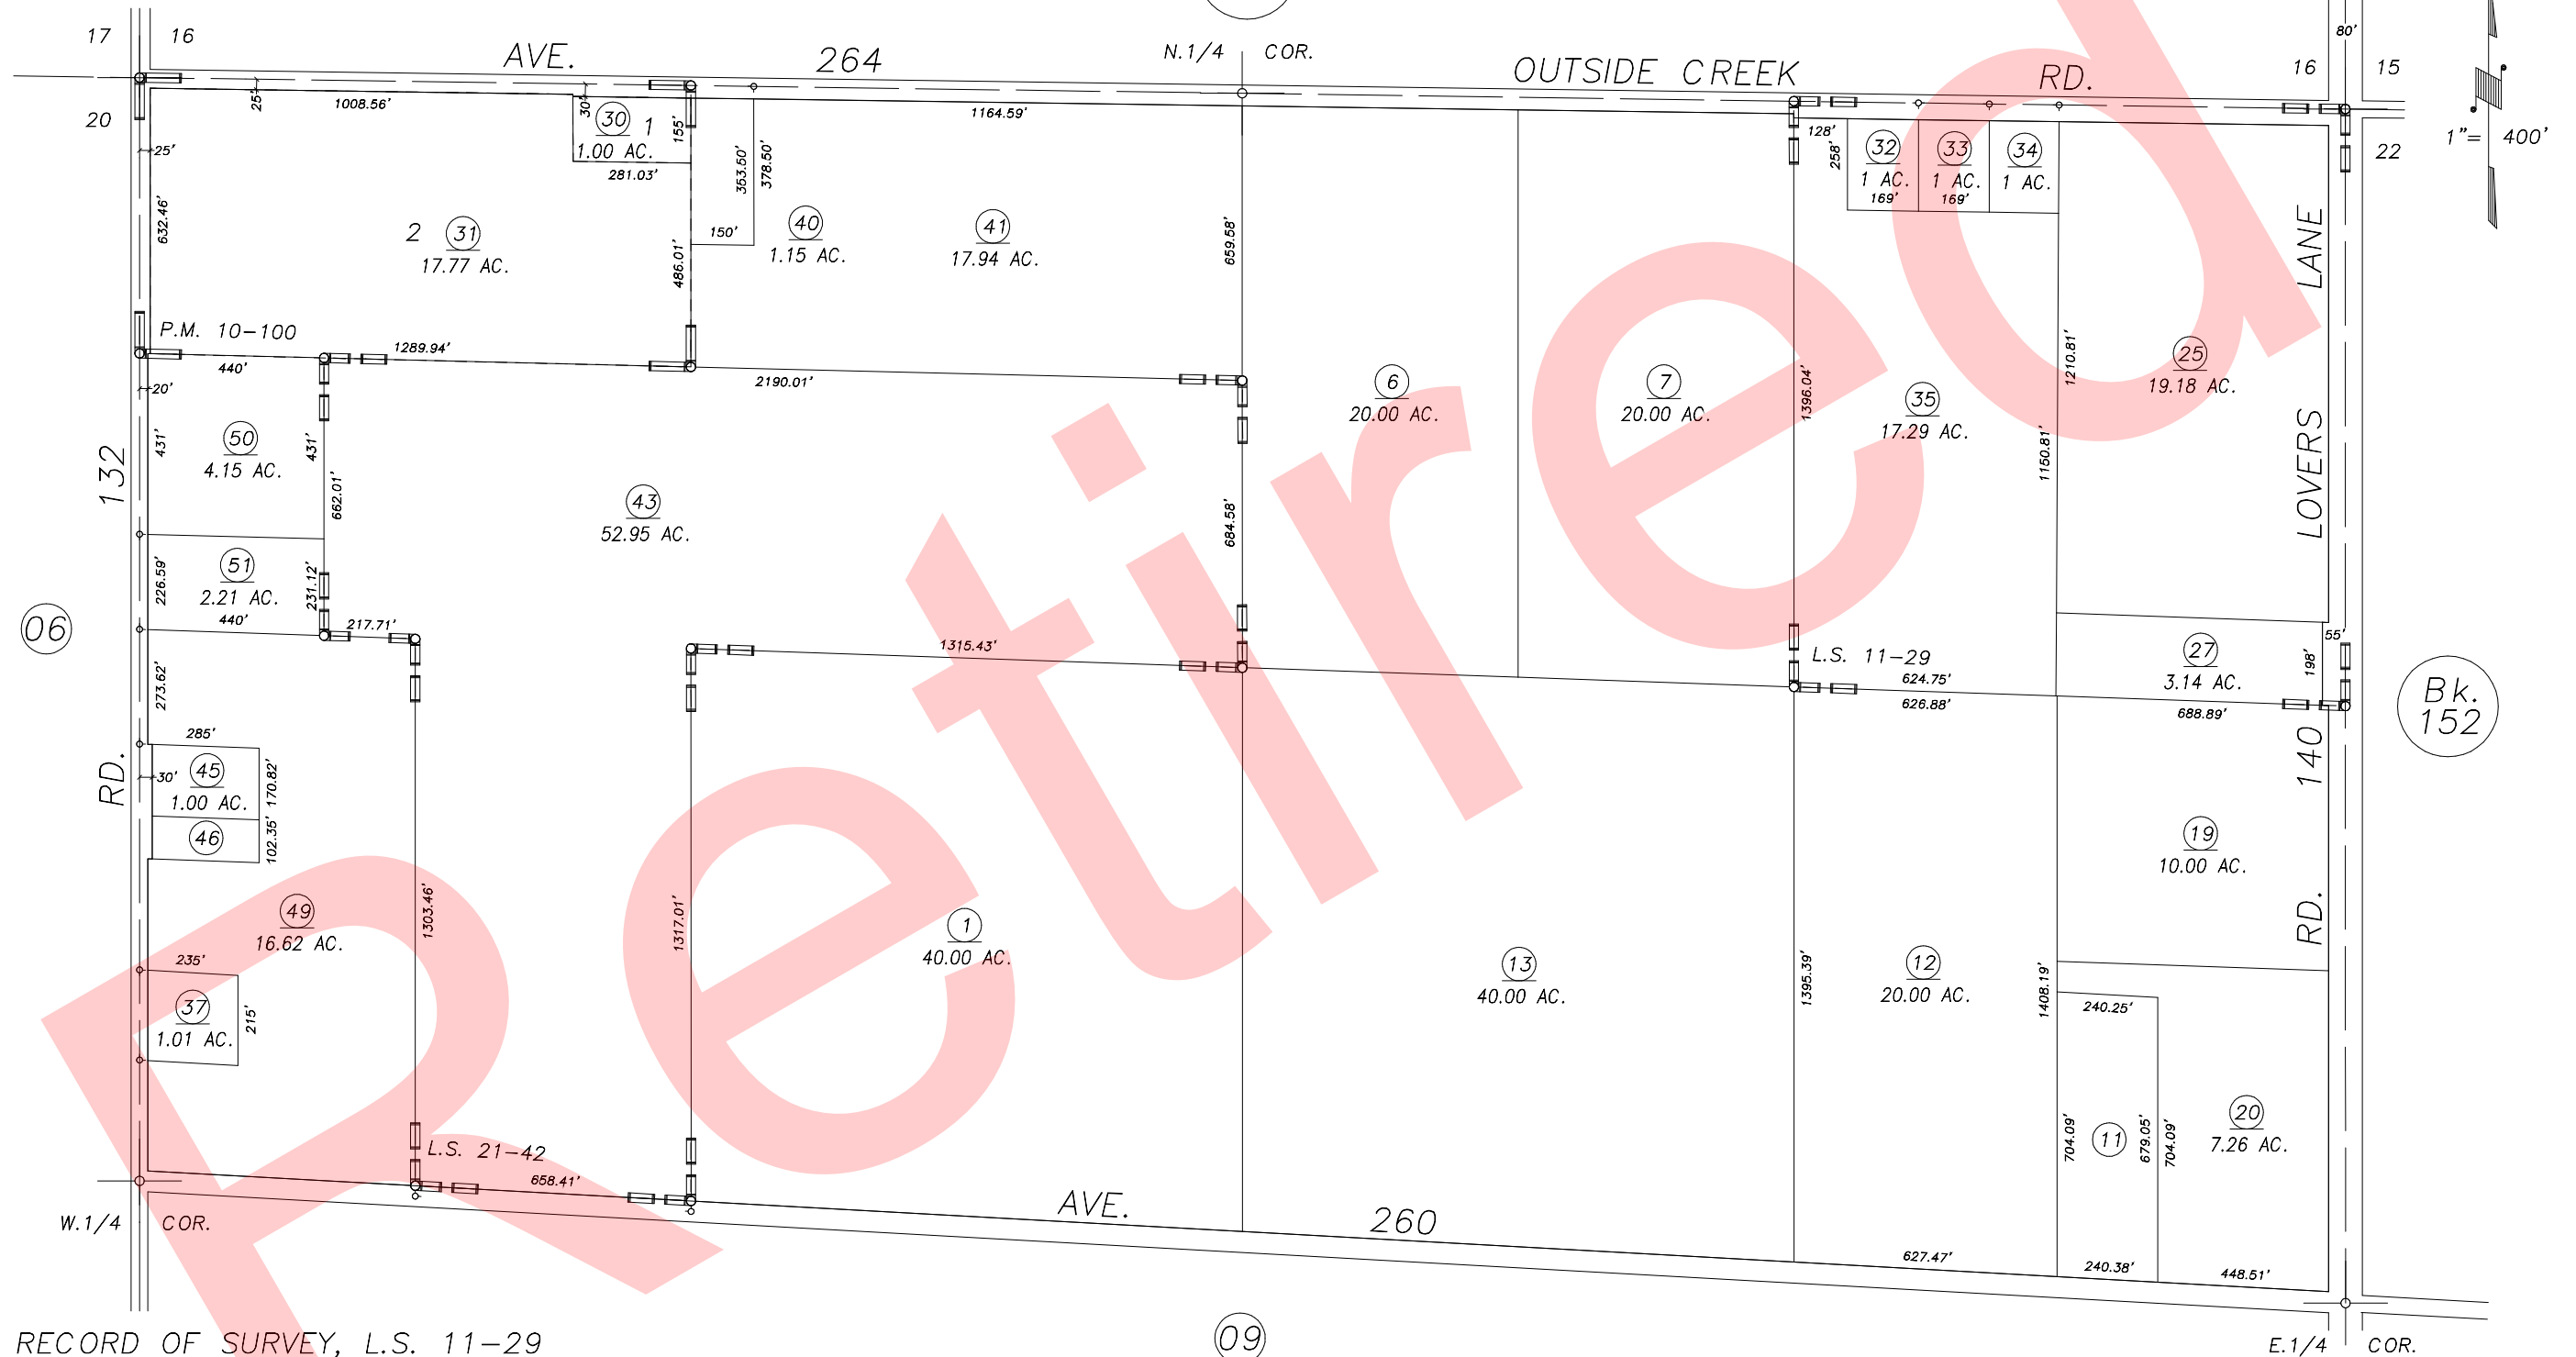 17 16
AVE. 264
N.1/4 COR.
OUTSIDE CREEK RD.
16 15
80'
20
22
1"= 400'
25'
1008.56'
30'
30 1
1.00 AC.
281.03'
155'
1164.59'
25'
632.46'
2 31
17.77 AC.
486.01'
353.50'
378.50'
150'
40
1.15 AC.
41
17.94 AC.
659.58'
128'
258'
32
1 AC.
169'
33
1 AC.
169'
34
1 AC.
P.M. 10-100
440'
1289.94'
2190.01'
20'
431'
50
4.15 AC.
431'
662.01'
43
52.95 AC.
684.58'
6
20.00 AC.
7
20.00 AC.
1396.04'
35
17.29 AC.
1210.81'
1150.81'
25
19.18 AC.
LOVERS LANE
RD. 132
226.59'
51
2.21 AC.
231.12'
440'
217.71'
06
1315.43'
L.S. 11-29
624.75'
626.88'
27
3.14 AC.
55'
198'
688.89'
Bk.
152
273.62'
285'
30'
45
1.00 AC.
170.82'
46
102.35'
49
16.62 AC.
1303.46'
1317.01'
1
40.00 AC.
13
40.00 AC.
1395.39'
12
20.00 AC.
1408.19'
19
10.00 AC.
RD. 140
235'
37
1.01 AC.
215'
240.25'
704.09'
11
679.05'
704.09'
20
7.26 AC.
L.S. 21-42
658.41'
AVE. 260
627.47'
240.38'
448.51'
W.1/4 COR.
RECORD OF SURVEY, L.S. 11-29
09
E.1/4 COR.
Retired